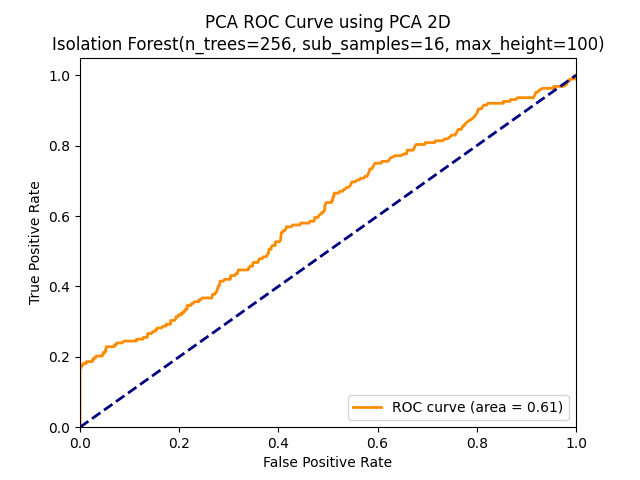 PCA ROC Curve using PCA 2D
Isolation Forest(n_trees=256, sub_samples=16, max_height=100)
1.0
0.8
0.6
0.4
0.2
0.0
True Positive Rate
ROC curve (area = 0.61)
0.0 0.2 0.4 0.6 0.8 1.0
False Positive Rate